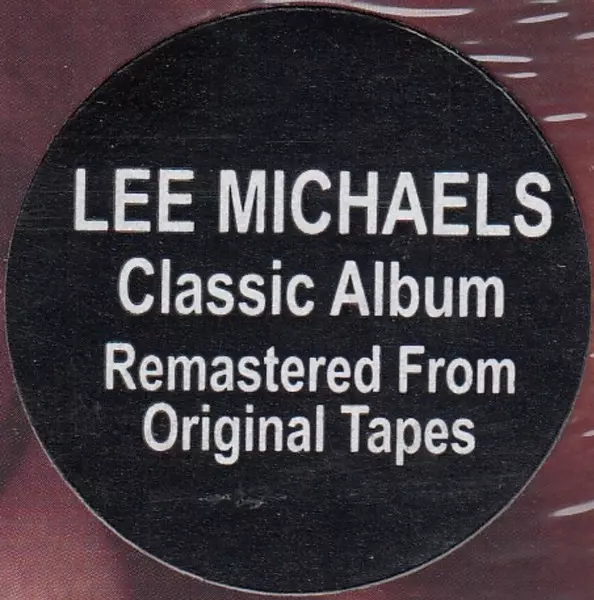 LEE MICHAELS
Classic Album
Remastered From
Original Tapes